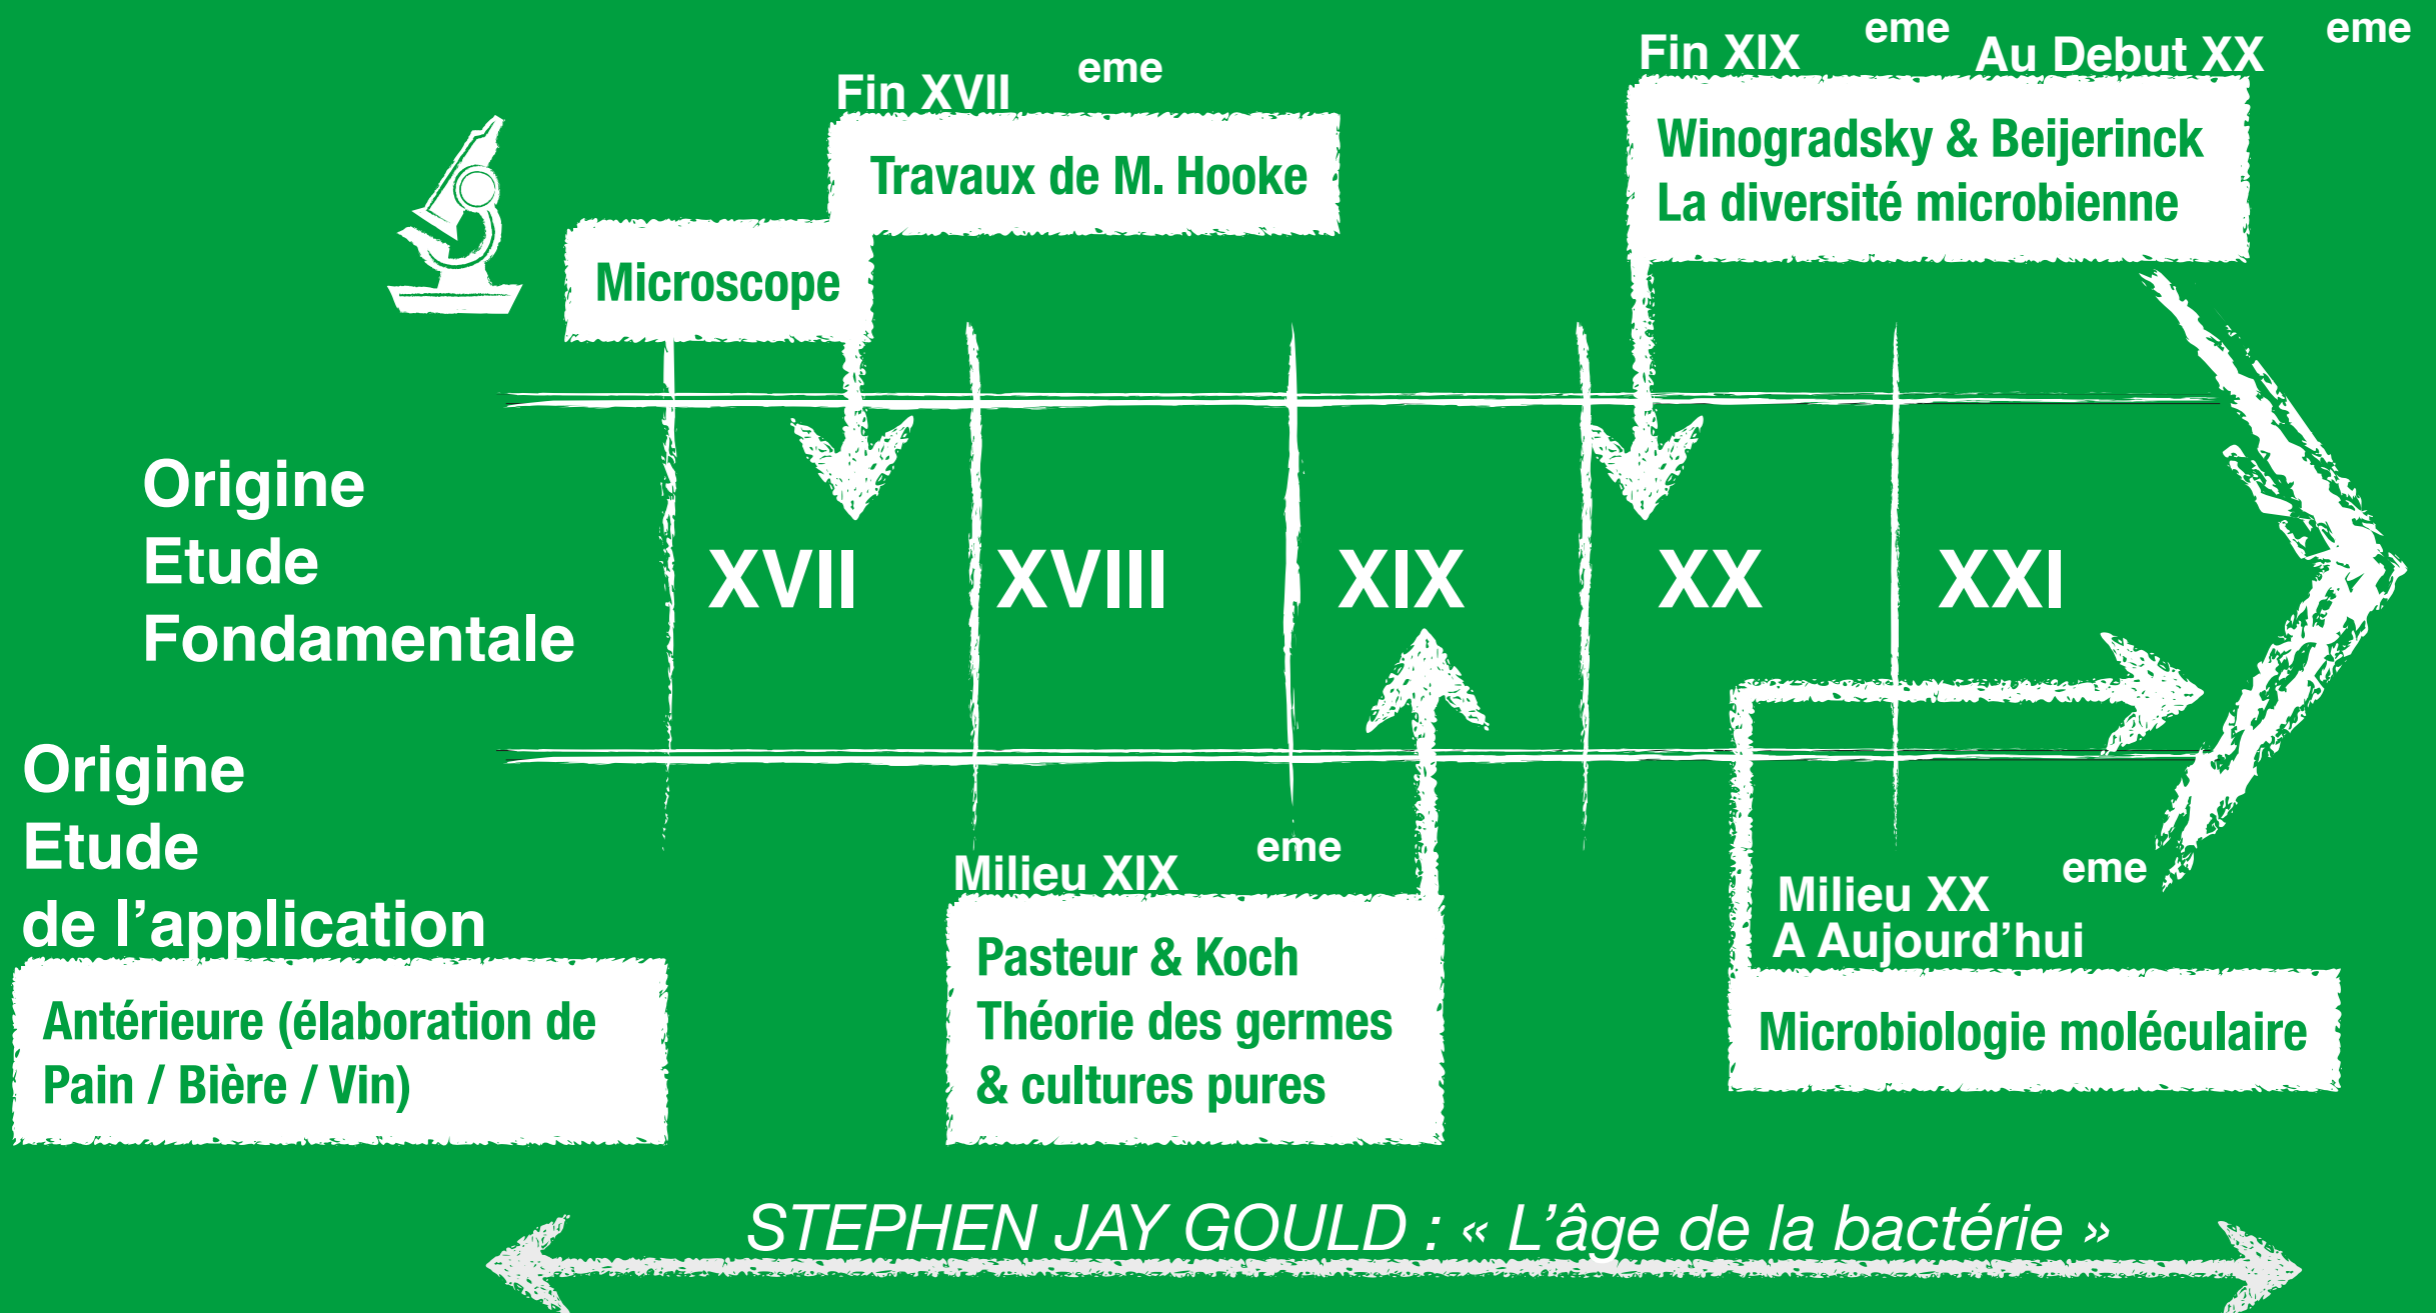 Fin XVII eme
Travaux de M. Hooke
Microscope
Fin XIX eme Au Debut XX eme
Winogradsky & Beijerinck
La diversité microbienne
Origine
Etude
Fondamentale
XVII XVIII XIX XX XXI
Origine
Etude
de l’application
Antérieure (élaboration de
Pain / Bière / Vin)
Milieu XIX eme
Pasteur & Koch
Théorie des germes
& cultures pures
Milieu XX eme
A Aujourd’hui
Microbiologie moléculaire
STEPHEN JAY GOULD : « L’âge de la bactérie »